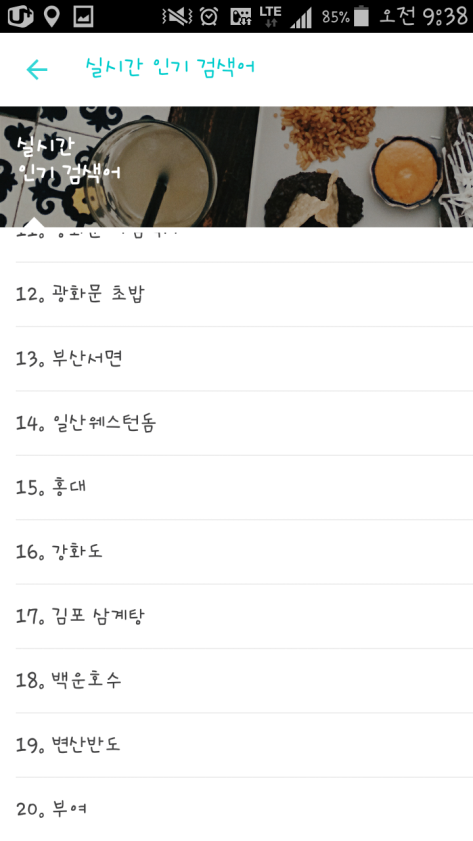 LTE 85% 오전 9:38
실시간 인기 검색어
실시간
인기 검색어
12. 광화문 초밥
13. 부산서면
14. 일산웨스턴돔
15. 홍대
16. 강화도
17. 김포 삼계탕
18. 백운호수
19. 변산반도
20. 부여